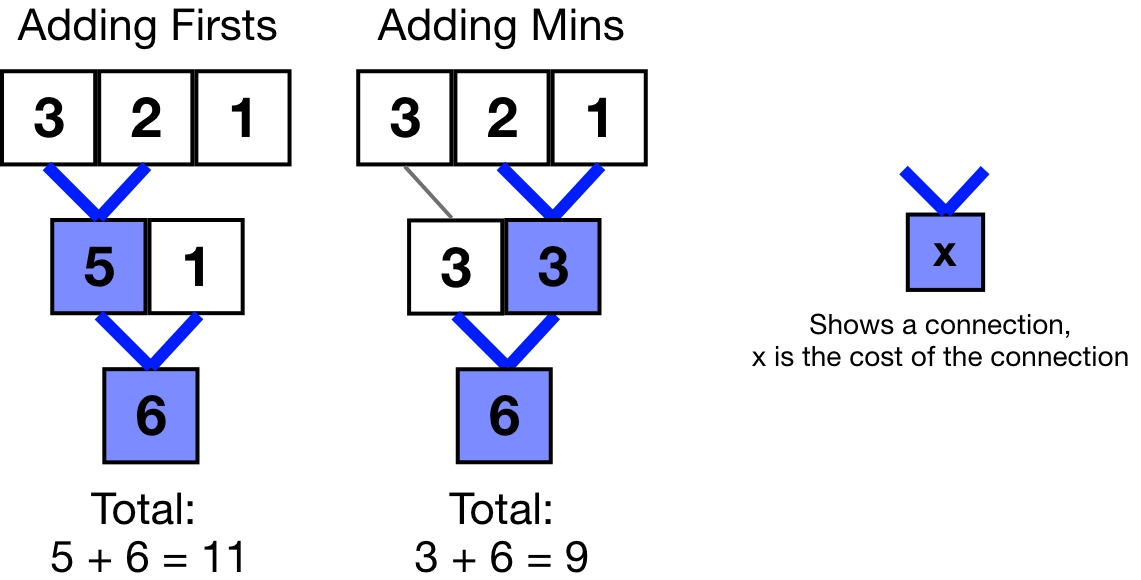 Adding Firsts
3 2 1
5 1
6
Total:
5 + 6 = 11
Adding Mins
3 2 1
3 3
6
Total:
3 + 6 = 9
x
Shows a connection,
x is the cost of the connection